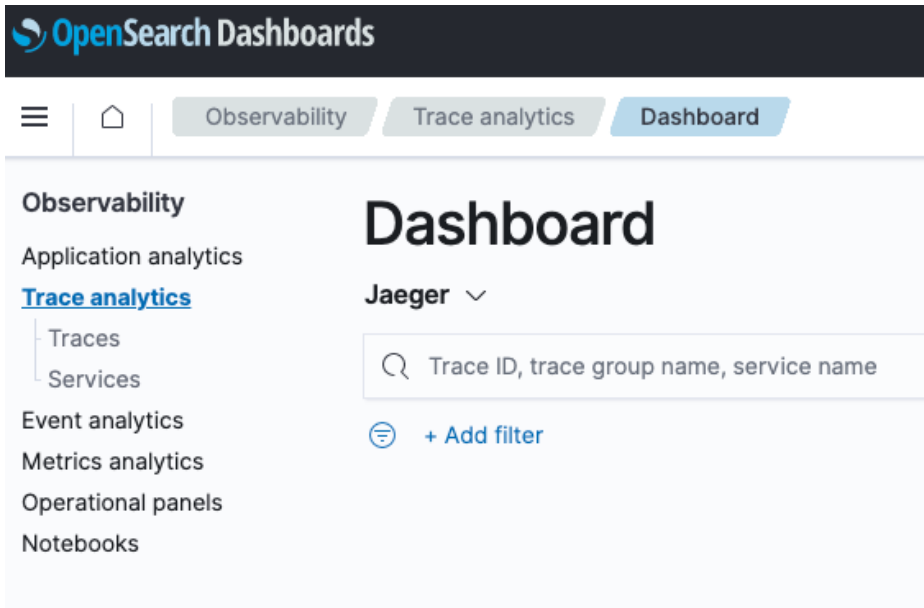 OpenSearch Dashboards
Observability Trace analytics Dashboard
Observability
Application analytics
Trace analytics
Traces
Services
Event analytics
Metrics analytics
Operational panels
Notebooks
Dashboard
Jaeger
Trace ID, trace group name, service name
+ Add filter